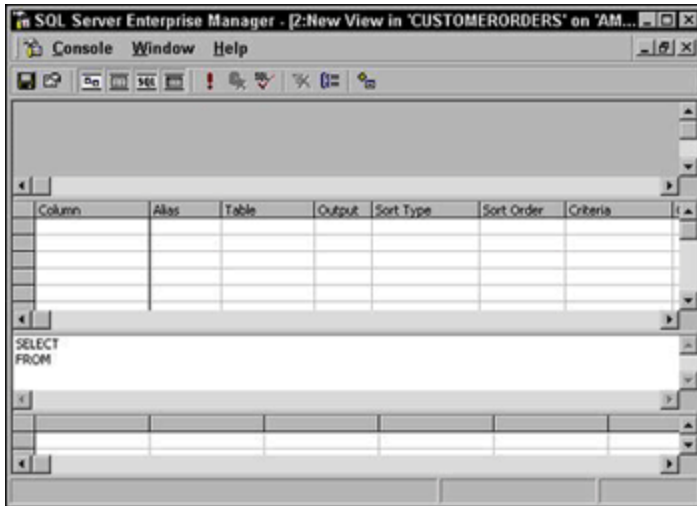 SQL Server Enterprise Manager - [2:New View in 'CUSTOMERORDERS' on 'AM...
Console Window Help
SQL
Column Alias Table Output Sort Type Sort Order Criteria
SELECT
FROM